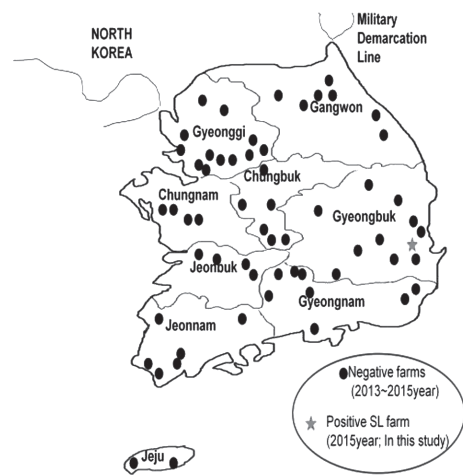 NORTH
KOREA
Military
Demarcation
Line
Gangwon
Gyeonggi
Chungbuk
Chungnam
Gyeongbuk
Jeonbuk
Gyeongnam
Jeonnam
Negative farms
(2013~2015year)
Positive SL farm
(2015year; In this study)
Jeju